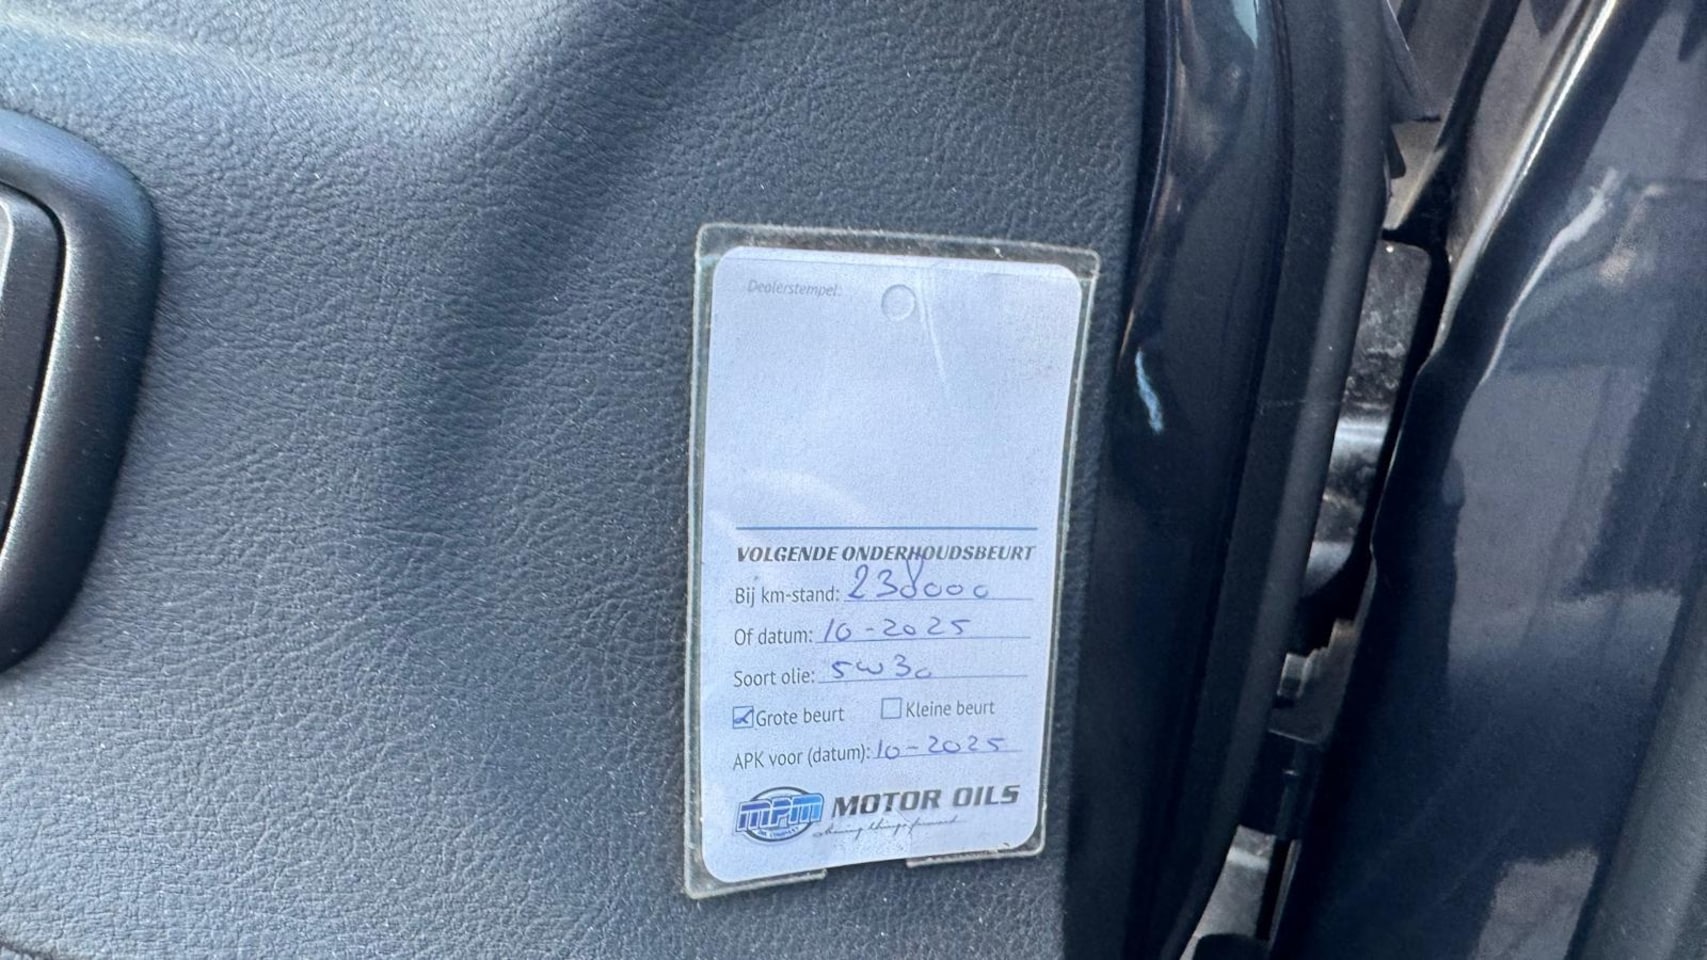 Dealerstempel:
VOLGENDE ONDERHOUDSBEURT
Bij km-stand: 238000
Of datum: 10-2025
Soort olie: 5w30
Grote beurt Kleine beurt
APK voor (datum): 10-2025
MPM MOTOR OILS